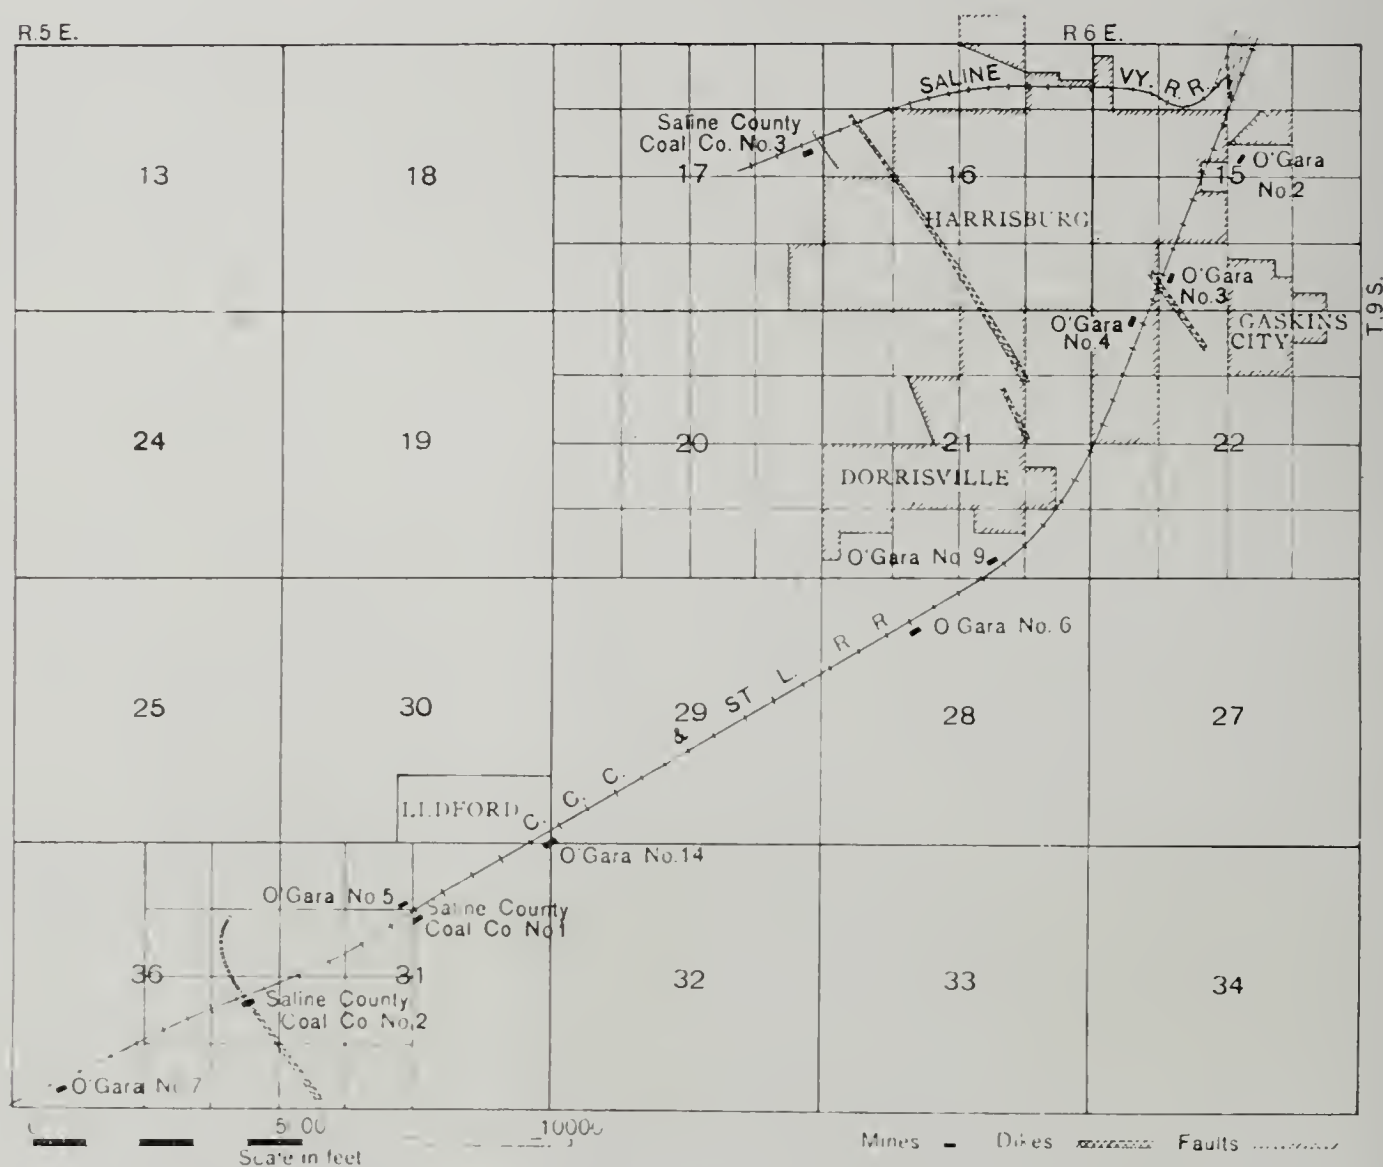 R.5 E.
R 6 E.
SALINE VY. R. R.
Saline County
Coal Co. No.3
13
18
17
16
15
O'Gara
No.2
HARRISBURG
O'Gara
No.3
T.9 S.
O'Gara
No.4
GASKINS
CITY
24
19
20
21
22
DORRISVILLE
O'Gara No 9
O Gara No. 6
25
30
29
28
27
C. C. C. & ST L. R R
LEDFORD
O'Gara No.14
O'Gara No 5
Saline County
Coal Co No.1
36
31
32
33
34
Saline County
Coal Co No.2
O'Gara No 7
5000
10000
Scale in feet
Mines
Dikes
Faults